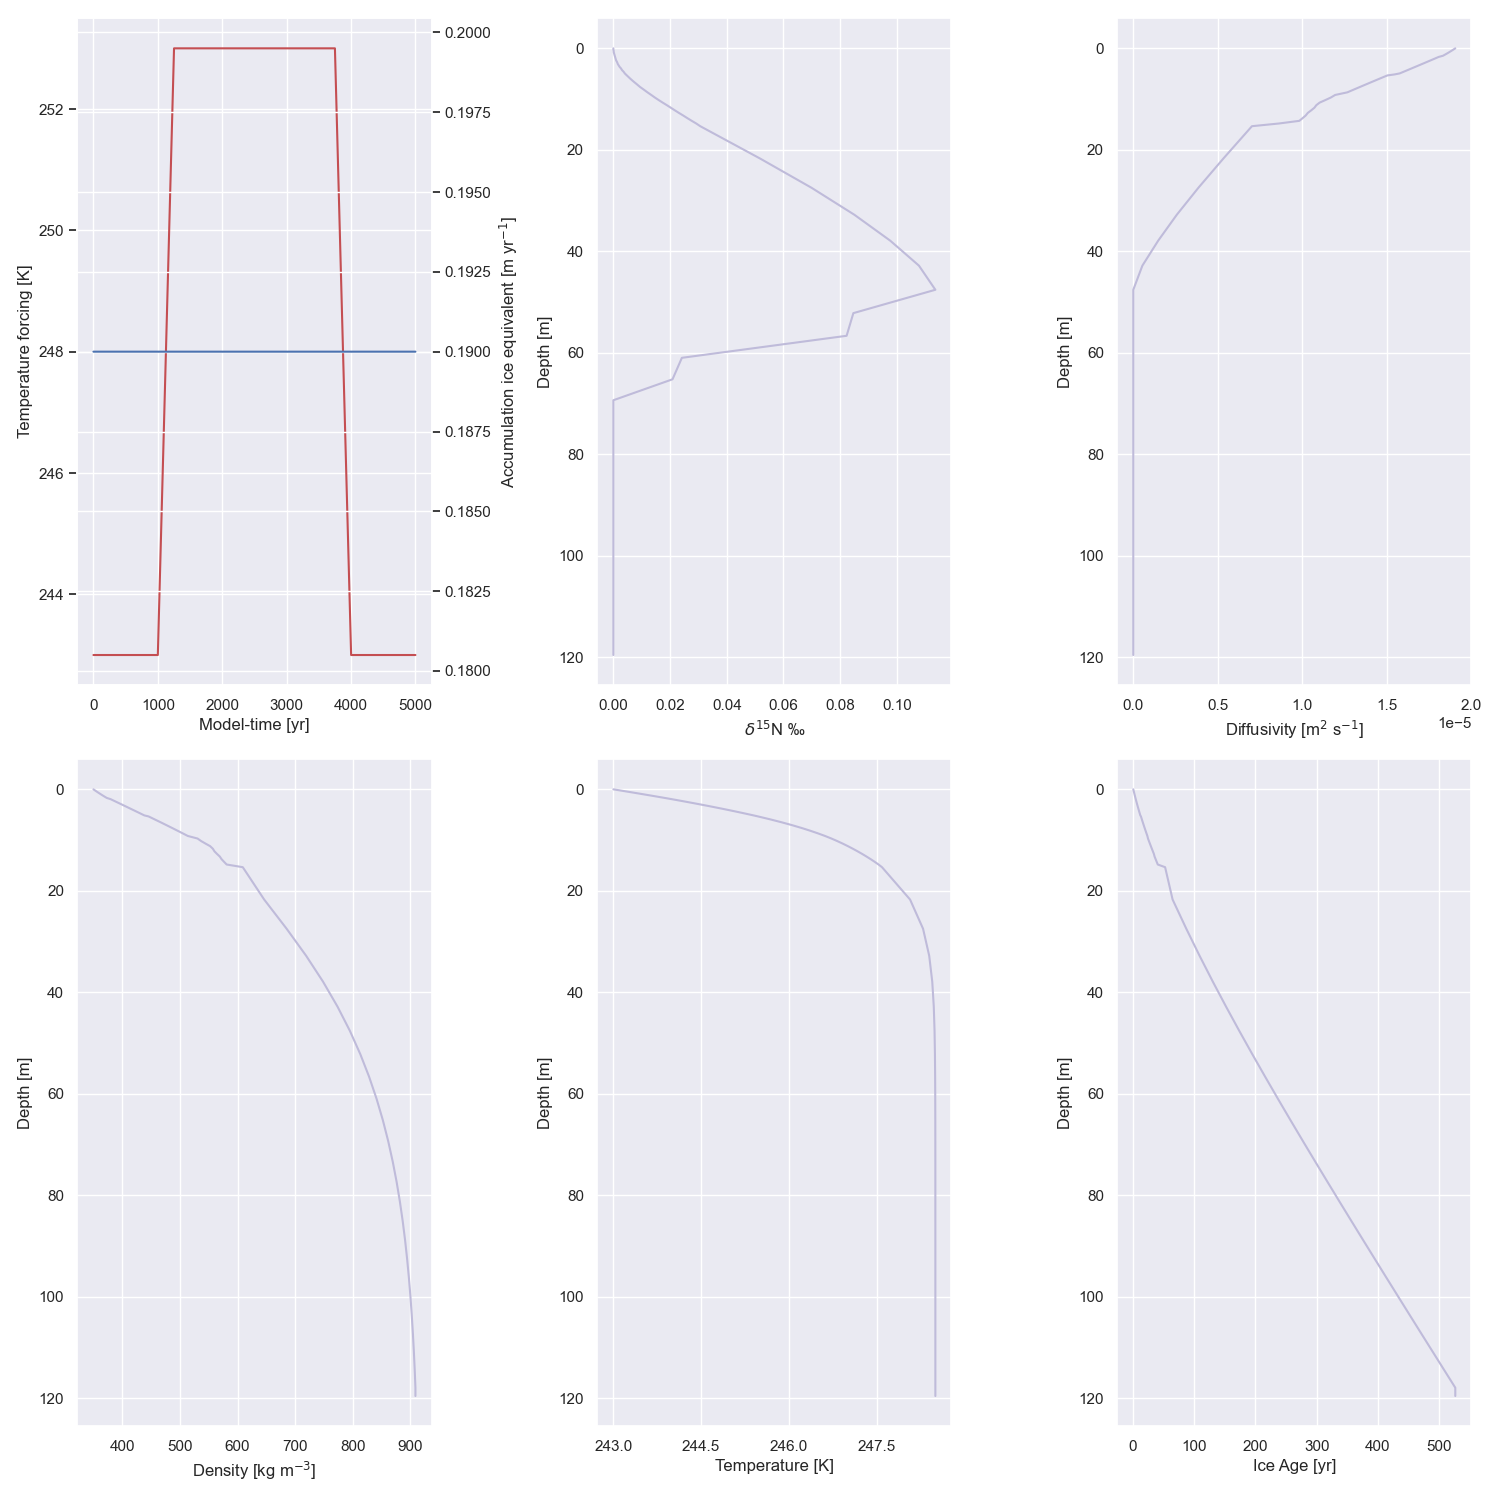 Temperature forcing [K]
252
250
248
246
244
0 1000 2000 3000 4000 5000
Model-time [yr]
0.2000
0.1975
0.1950
0.1925
0.1900
0.1875
0.1850
0.1825
0.1800
Accumulation ice equivalent [m yr⁻¹]
Depth [m]
0
20
40
60
80
100
120
0.00 0.02 0.04 0.06 0.08 0.10
δ¹⁵N ‰
Depth [m]
0
20
40
60
80
100
120
0.0 0.5 1.0 1.5 2.0
1e−5
Diffusivity [m² s⁻¹]
Depth [m]
0
20
40
60
80
100
120
400 500 600 700 800 900
Density [kg m⁻³]
Depth [m]
0
20
40
60
80
100
120
243.0 244.5 246.0 247.5
Temperature [K]
Depth [m]
0
20
40
60
80
100
120
0 100 200 300 400 500
Ice Age [yr]